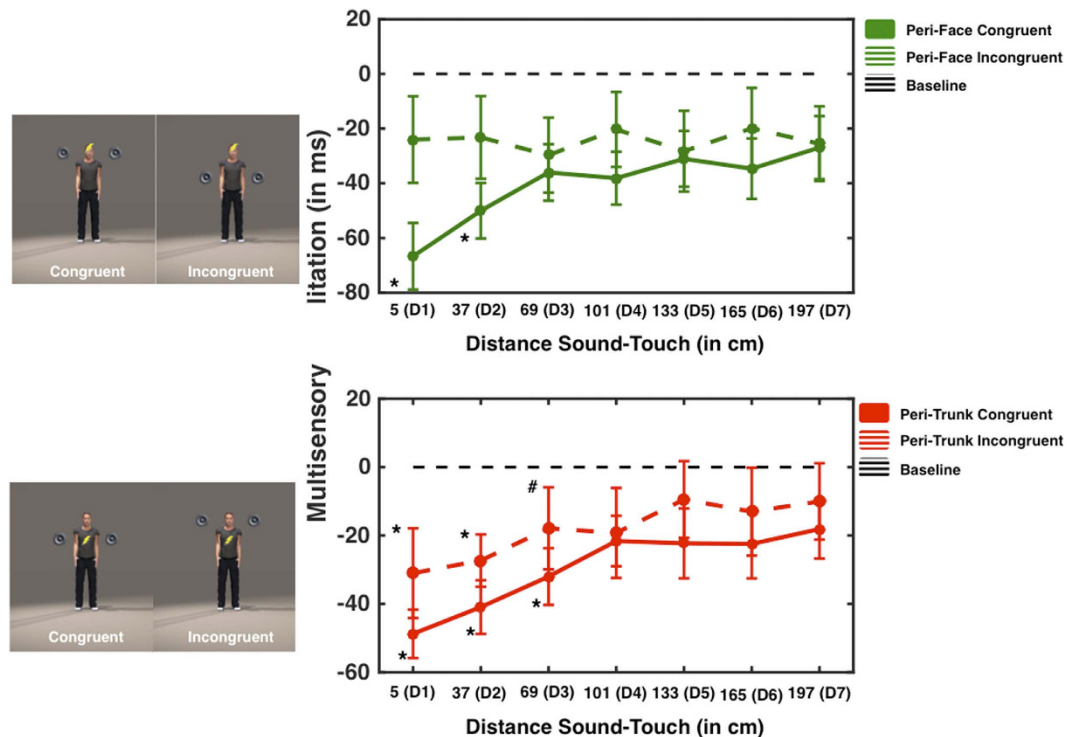 20
0
-20
-40
-60
-80
litation (in ms)
*
*
5 (D1)
37 (D2)
69 (D3)
101 (D4)
133 (D5)
165 (D6)
197 (D7)
Distance Sound-Touch (in cm)
Peri-Face Congruent
Peri-Face Incongruent
Baseline
Congruent
Incongruent
Multisensory
20
0
-20
-40
-60
*
*
#
*
*
*
5 (D1)
37 (D2)
69 (D3)
101 (D4)
133 (D5)
165 (D6)
197 (D7)
Distance Sound-Touch (in cm)
Peri-Trunk Congruent
Peri-Trunk Incongruent
Baseline
Congruent
Incongruent